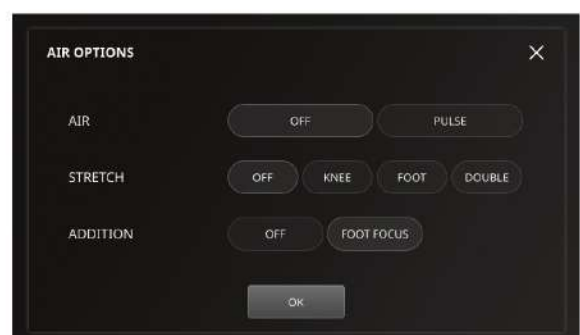 AIR OPTIONS
AIR OFF PULSE
STRETCH OFF KNEE FOOT DOUBLE
ADDITION OFF FOOT FOCUS
OK